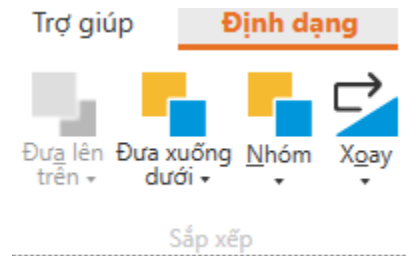 Trợ giúp
Định dạng
Đưa lên
trên
Đưa xuống
dưới
Nhóm
Xoay
Sắp xếp